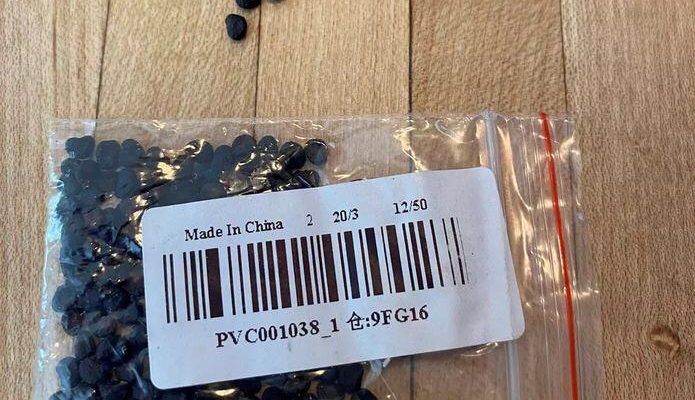 Made In China 2 20/3 12/50
PVC001038_1 仓:9FG16